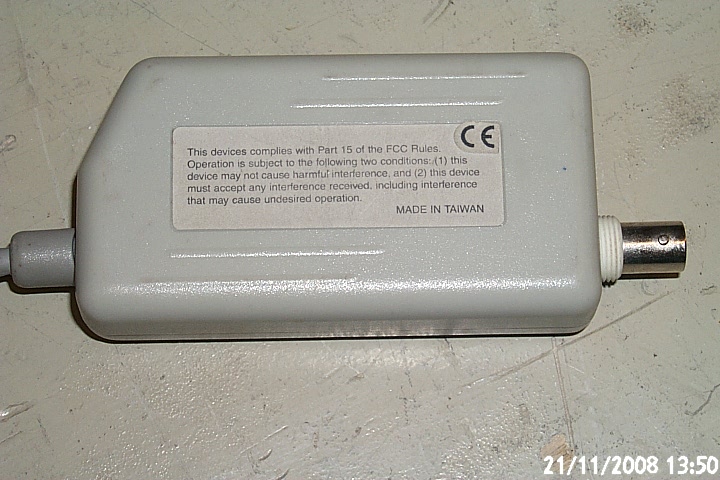 CE
This devices complies with Part 15 of the FCC Rules.
Operation is subject to the following two conditions: (1) this
device may not cause harmful interference, and (2) this device
must accept any interference received, including interference
that may cause undesired operation.
MADE IN TAIWAN
21/11/2008 13:50